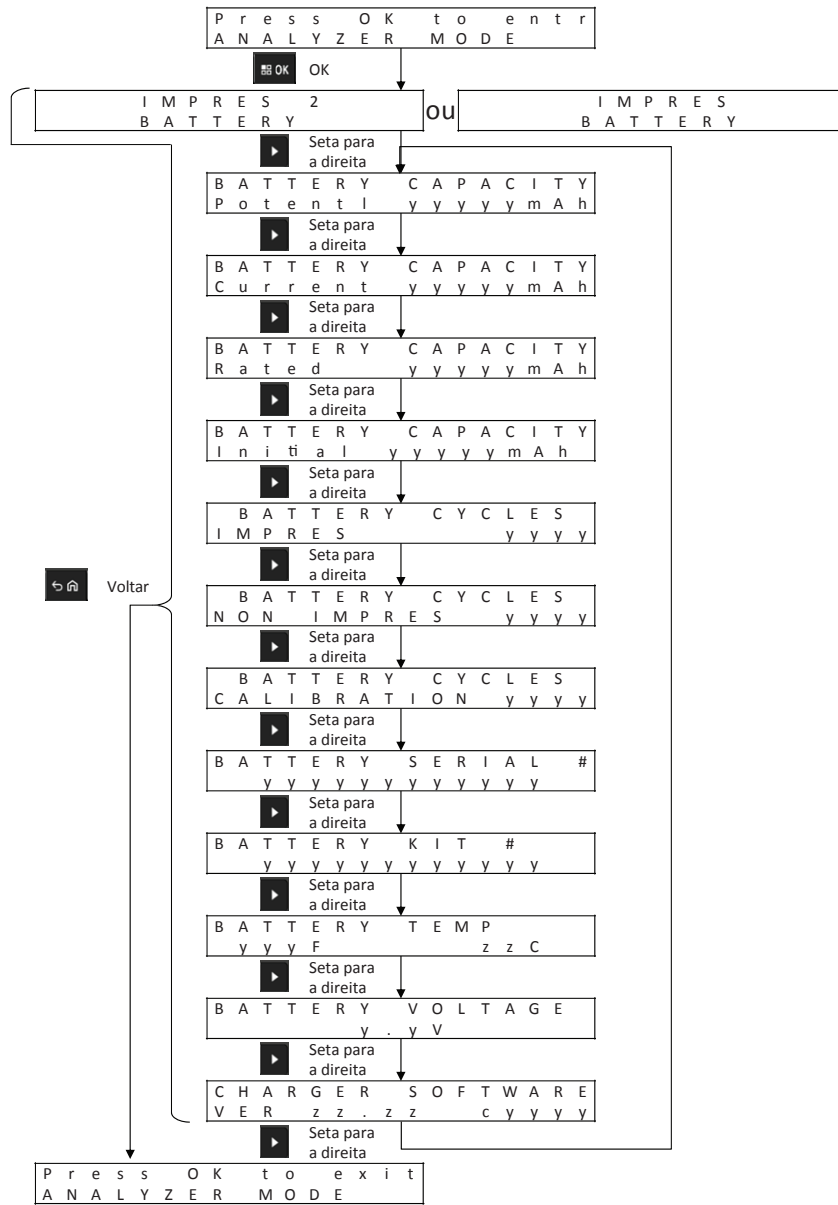 Press OK to entr
ANALYZER MODE
OK OK
IMPRES 2
BATTERY
ou
IMPRES
BATTERY
Seta para
a direita
BATTERY CAPACITY
Potentl yyyyymAh
Seta para
a direita
BATTERY CAPACITY
Current yyyyymAh
Seta para
a direita
BATTERY CAPACITY
Rated yyyyymAh
Seta para
a direita
BATTERY CAPACITY
Initial yyyyymAh
Seta para
a direita
BATTERY CYCLES
IMPRES yyyy
Seta para
a direita
Voltar
BATTERY CYCLES
NON IMPRES yyyy
Seta para
a direita
BATTERY CYCLES
CALIBRATION yyyy
Seta para
a direita
BATTERY SERIAL #
yyyyyyyyyyyy
Seta para
a direita
BATTERY KIT #
yyyyyyyyyyyy
Seta para
a direita
BATTERY TEMP
yyyF zzC
Seta para
a direita
BATTERY VOLTAGE
y.yV
Seta para
a direita
CHARGER SOFTWARE
VER zz.zz cyyyy
Seta para
a direita
Press OK to exit
ANALYZER MODE